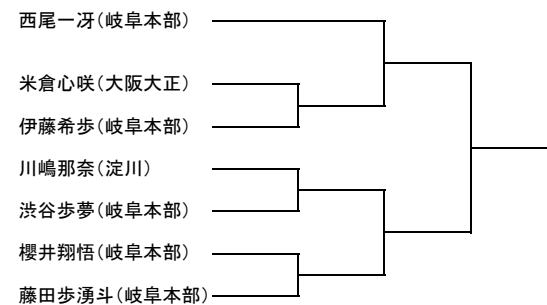 西尾一冴(岐阜本部)
米倉心咲(大阪大正)
伊藤希歩(岐阜本部)
川嶋那奈(淀川)
渋谷歩夢(岐阜本部)
櫻井翔悟(岐阜本部)
藤田歩湧斗(岐阜本部)